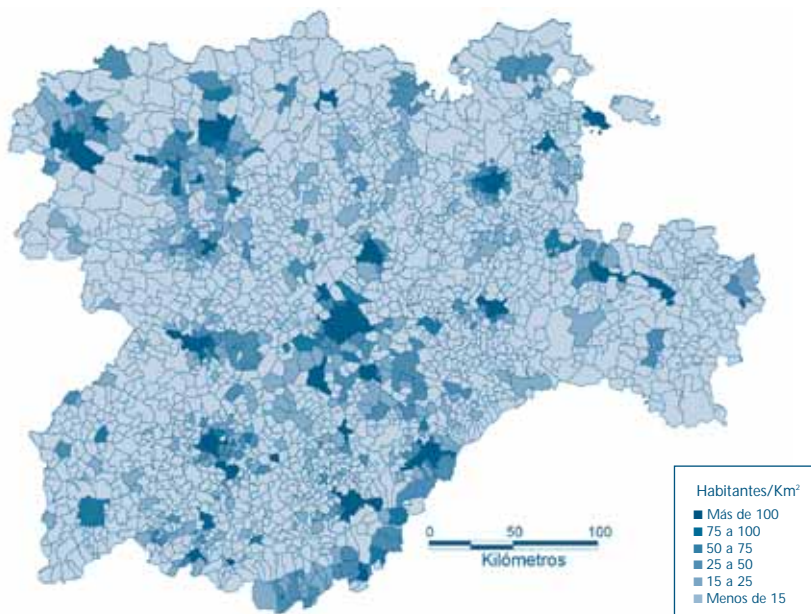 0 50 100
Kilómetros
Habitantes/Km²
Más de 100
75 a 100
50 a 75
25 a 50
15 a 25
Menos de 15